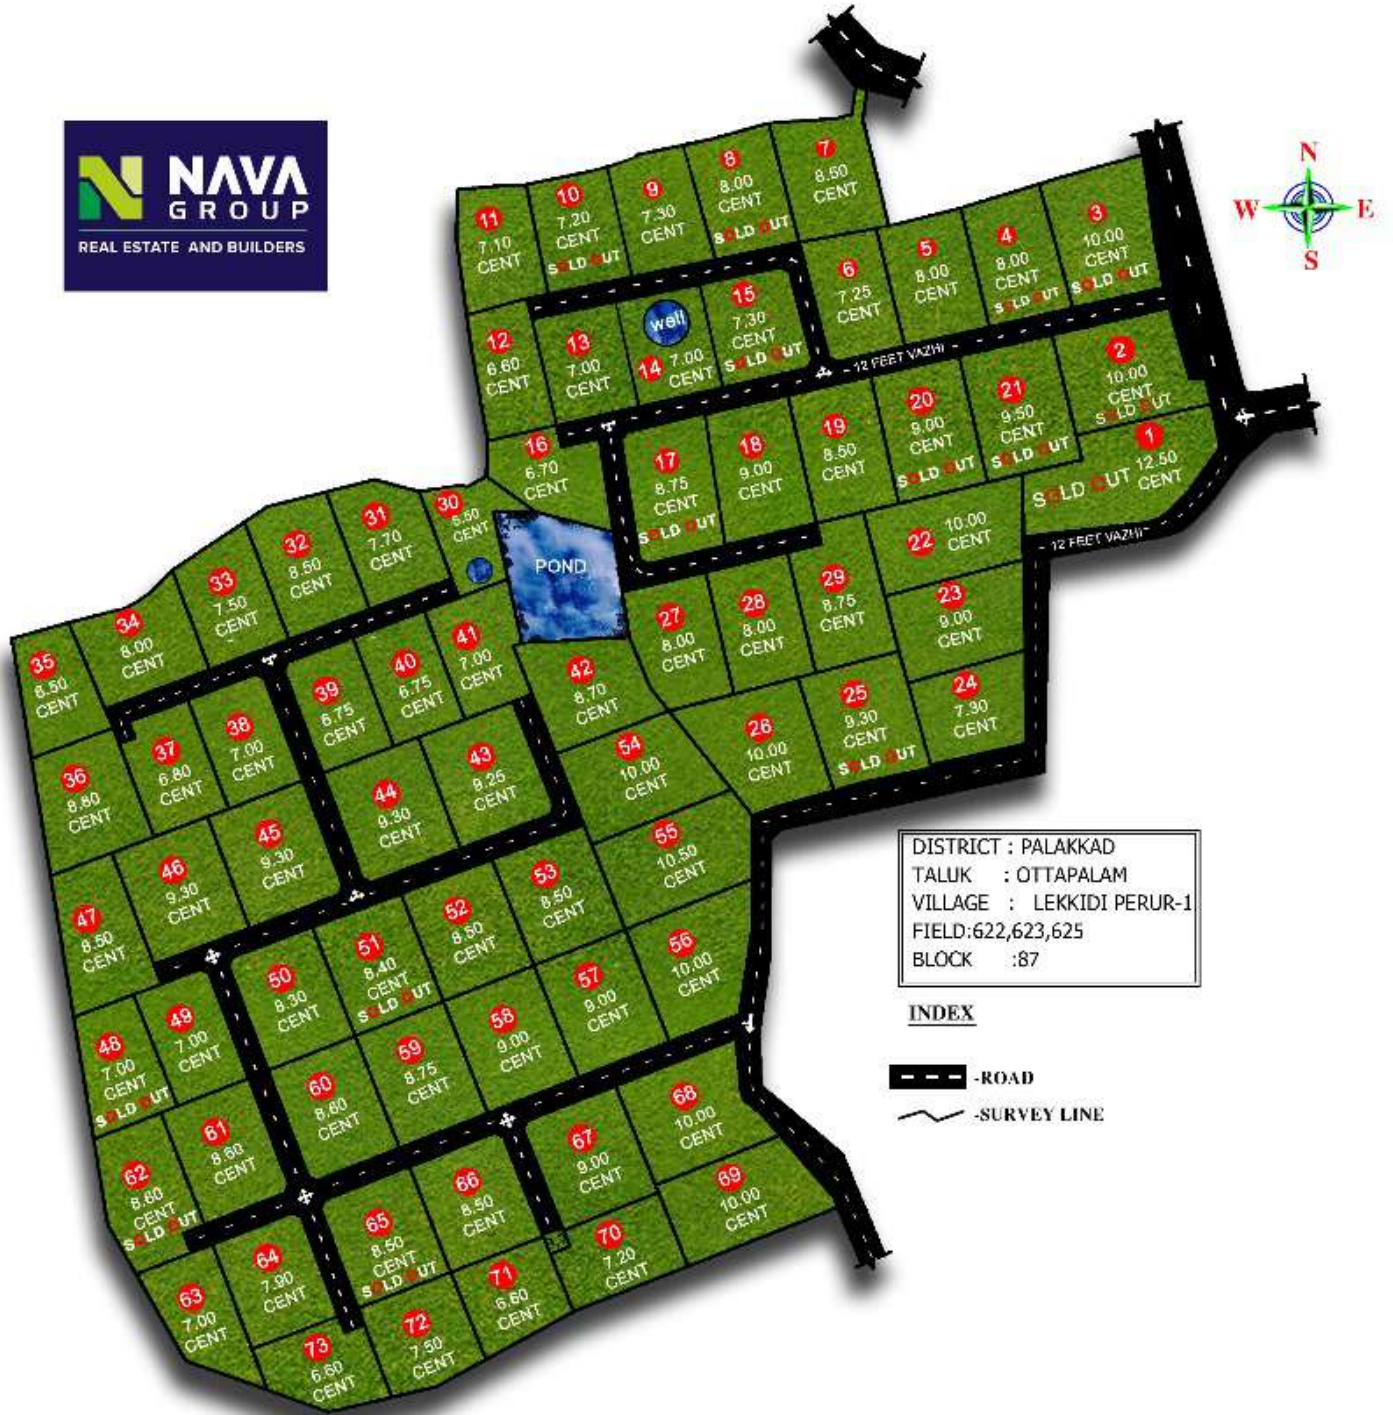 NAVA
GROUP
REAL ESTATE AND BUILDERS
N
W E
S
1
12.50
CENT
SOLD OUT
2
10.00
CENT
SOLD OUT
3
10.00
CENT
SOLD OUT
4
8.00
CENT
SOLD OUT
5
8.00
CENT
6
7.25
CENT
7
8.50
CENT
8
8.00
CENT
SOLD OUT
9
7.30
CENT
10
7.20
CENT
SOLD OUT
11
7.10
CENT
12
6.60
CENT
13
7.00
CENT
well
14 7.00
CENT
15
7.30
CENT
SOLD OUT
12 FEET VAZHI
16
6.70
CENT
17
8.75
CENT
SOLD OUT
18
9.00
CENT
19
8.50
CENT
20
9.00
CENT
SOLD OUT
21
9.50
CENT
SOLD OUT
12 FEET VAZHI
22 10.00
CENT
23
9.00
CENT
24
7.30
CENT
25
9.30
CENT
SOLD OUT
26
10.00
CENT
27
8.00
CENT
28
8.00
CENT
29
8.75
CENT
30
CENT
POND
31
7.70
CENT
32
8.50
CENT
33
7.50
CENT
34
8.00
CENT
35
8.50
CENT
36
8.80
CENT
37
6.80
CENT
38
7.00
CENT
39
6.75
CENT
40
6.75
CENT
41
7.00
CENT
42
8.70
CENT
43
9.25
CENT
44
9.30
CENT
45
9.30
CENT
46
9.30
CENT
47
8.50
CENT
48
7.00
CENT
SOLD OUT
49
7.00
CENT
50
8.30
CENT
51
8.40
CENT
SOLD OUT
52
8.50
CENT
53
8.50
CENT
54
10.00
CENT
55
10.50
CENT
56
10.00
CENT
57
9.00
CENT
58
9.00
CENT
59
8.75
CENT
60
8.60
CENT
61
8.60
CENT
62
8.60
CENT
SOLD OUT
63
7.00
CENT
64
7.90
CENT
65
8.50
CENT
SOLD OUT
66
8.50
CENT
67
9.00
CENT
68
10.00
CENT
69
10.00
CENT
70
7.20
CENT
71
6.60
CENT
72
7.50
CENT
73
6.60
CENT
DISTRICT : PALAKKAD
TALUK : OTTAPALAM
VILLAGE : LEKKIDI PERUR-1
FIELD:622,623,625
BLOCK :87
INDEX
-ROAD
-SURVEY LINE